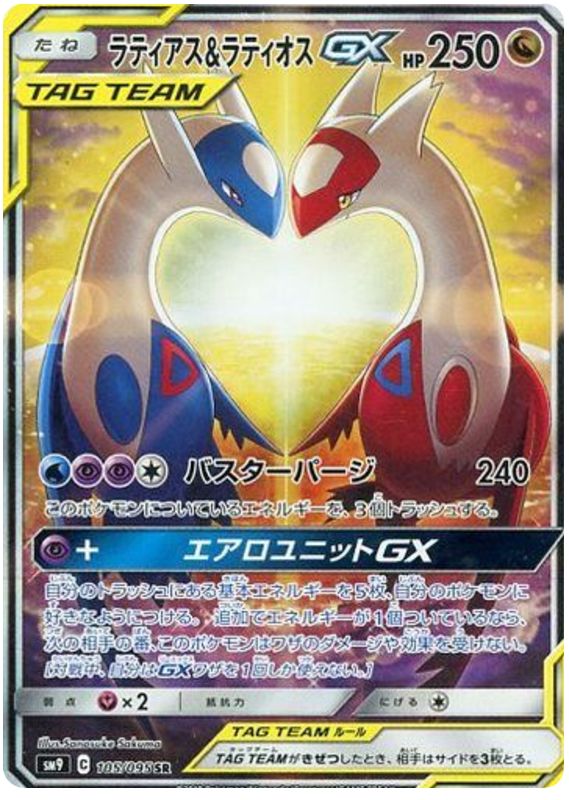 たね ラティアス&ラティオス GX HP 250
TAG TEAM
バスターパージ 240
このポケモンについているエネルギーを、3個トラッシュする。
+ エアロユニットGX
自分のトラッシュにある基本エネルギーを5枚、自分のポケモンに
好きなようにつける。追加でエネルギーが1個ついているなら、
次の相手の番、このポケモンはワザのダメージや効果を受けない。
[対戦中、自分はGXワザを1回しか使えない。]
弱点 ×2 抵抗力 にげる
Illus. Sanosuke Sakuma
TAG TEAM ルール
SM9 C 105/095 SR
TAG TEAMがきぜつしたとき、相手はサイドを3枚とる。